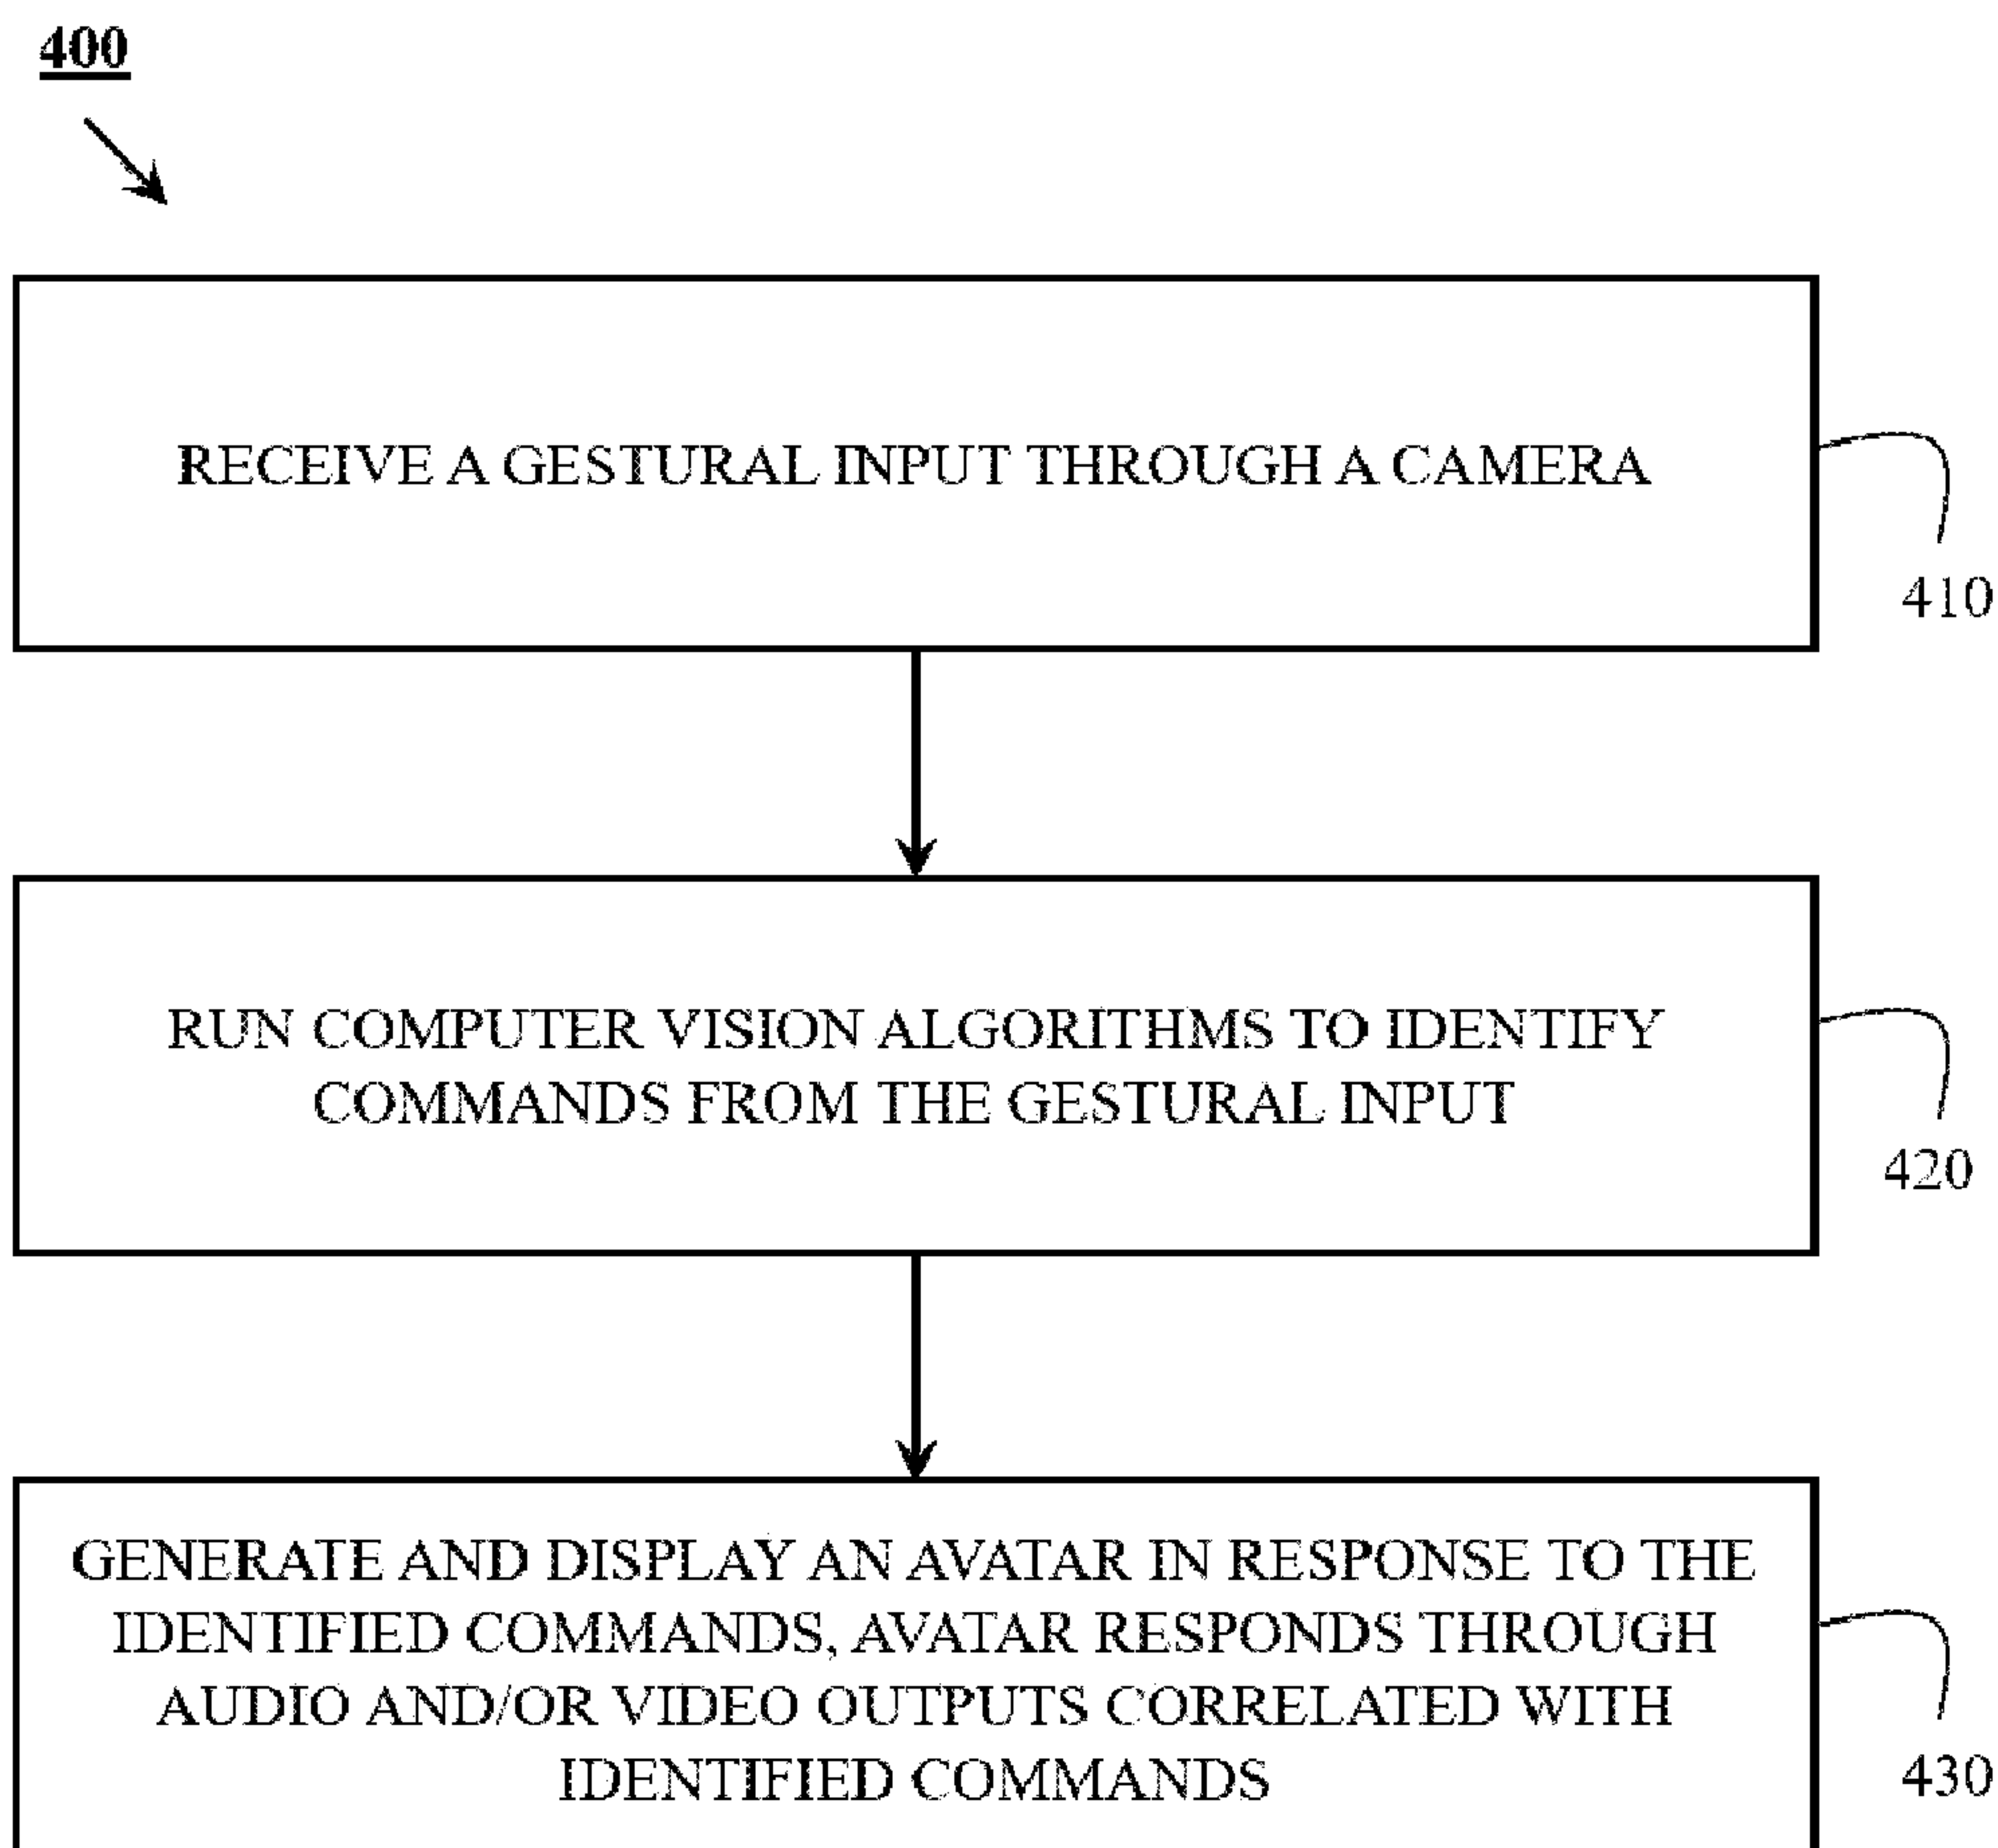 400
RECEIVE A GESTURAL INPUT THROUGH A CAMERA
410
RUN COMPUTER VISION ALGORITHMS TO IDENTIFY
COMMANDS FROM THE GESTURAL INPUT
420
GENERATE AND DISPLAY AN AVATAR IN RESPONSE TO THE
IDENTIFIED COMMANDS, AVATAR RESPONDS THROUGH
AUDIO AND/OR VIDEO OUTPUTS CORRELATED WITH
IDENTIFIED COMMANDS
430